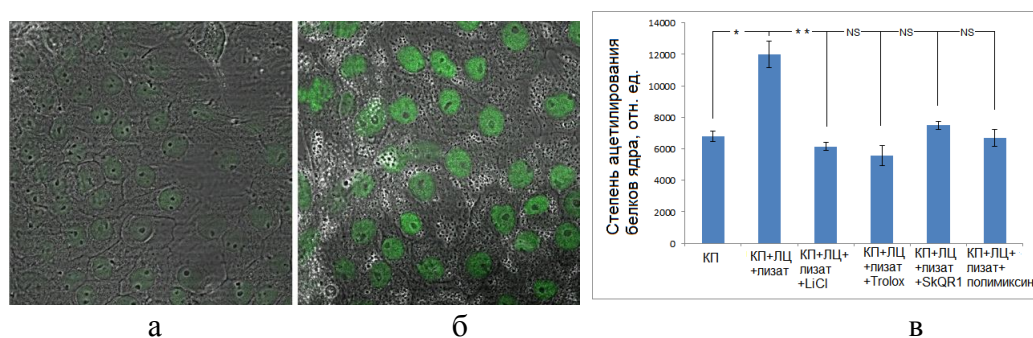 14000
12000
10000
8000
6000
4000
2000
0
Степень ацетилирования
белков ядра, отн. ед.
*
* *
NS
NS
NS
КП
КП+ЛЦ
+лизат
КП+ЛЦ+
лизат
+LiCl
КП+ЛЦ
+лизат
+Trolox
КП+ЛЦ
+лизат
+SkQR1
КП+ЛЦ+
лизат+
полимиксин
а
б
в